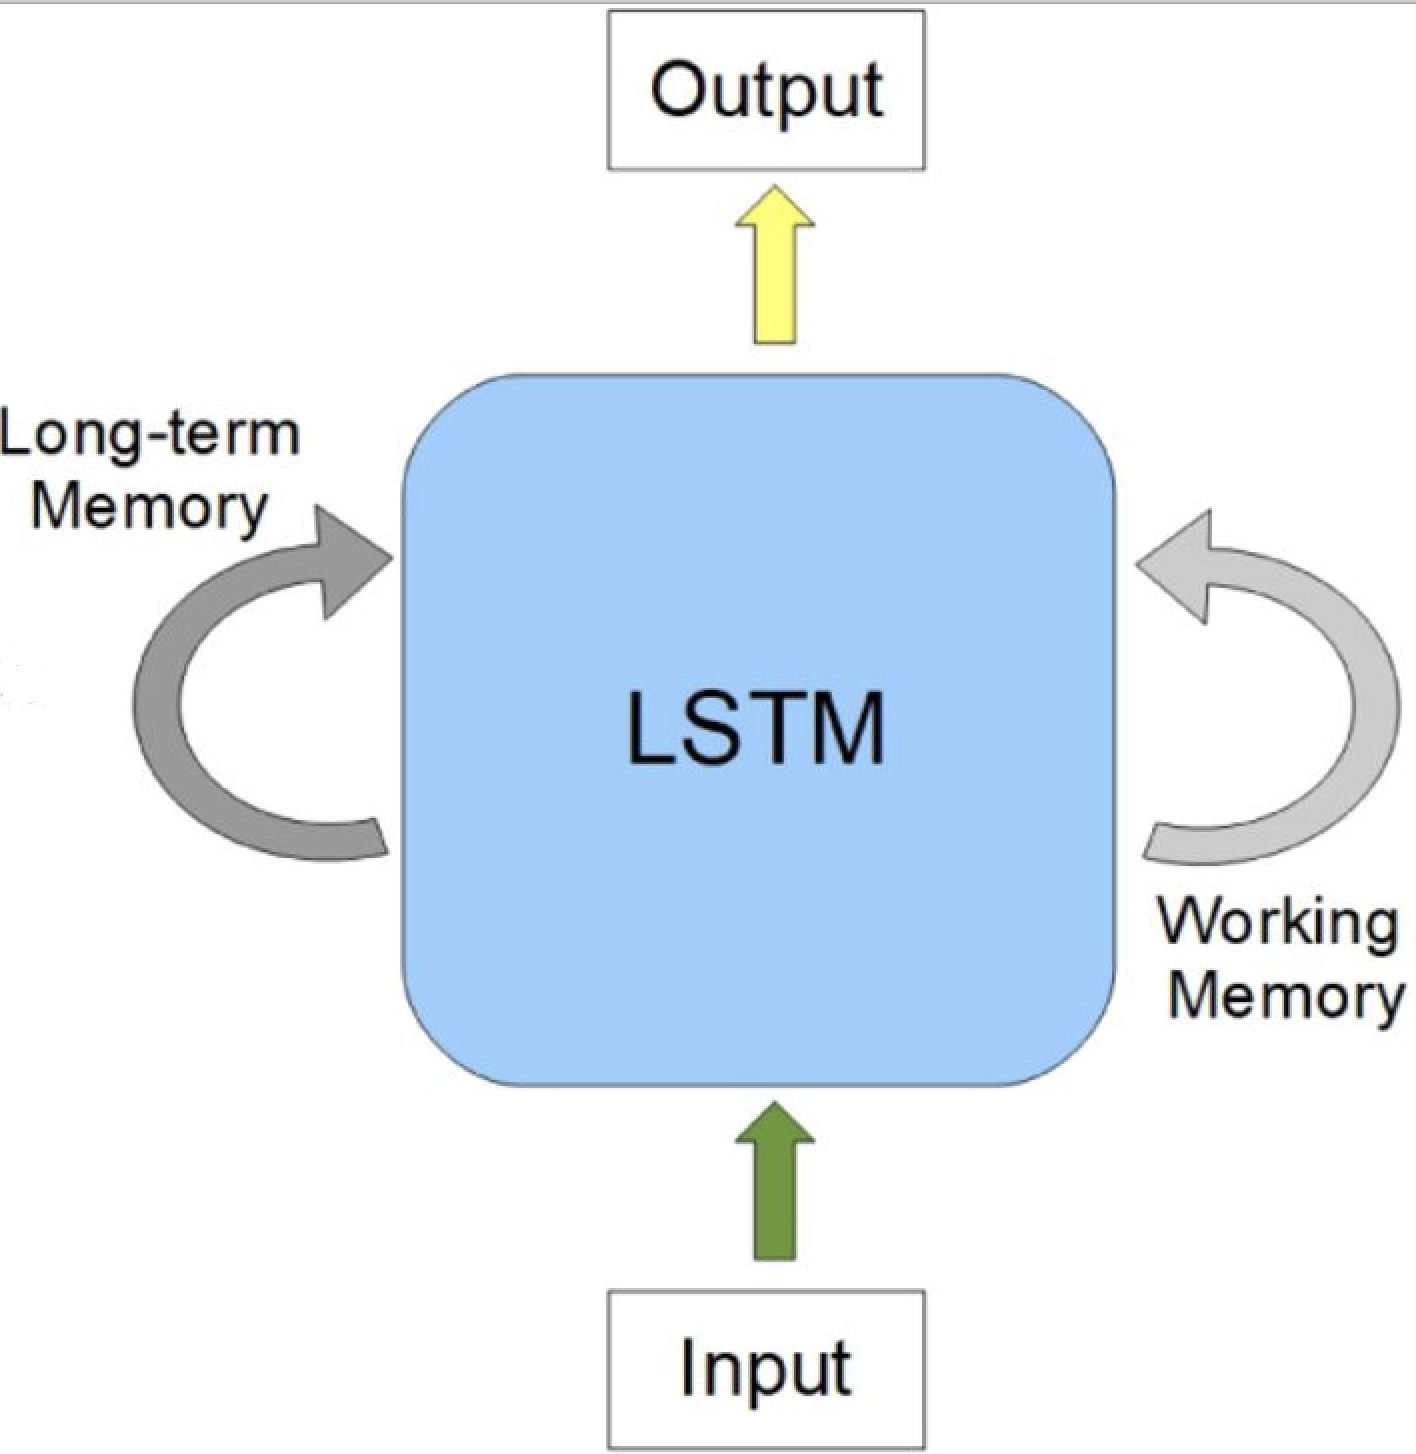 Output
Long-term
Memory
LSTM
Working
Memory
Input